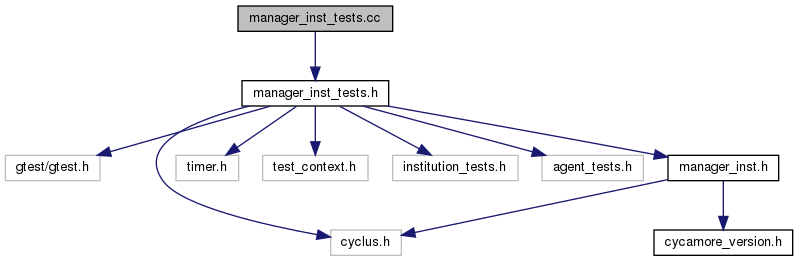 manager_inst_tests.cc
manager_inst_tests.h
gtest/gtest.h
timer.h
test_context.h
institution_tests.h
agent_tests.h
manager_inst.h
cyclus.h
cycamore_version.h